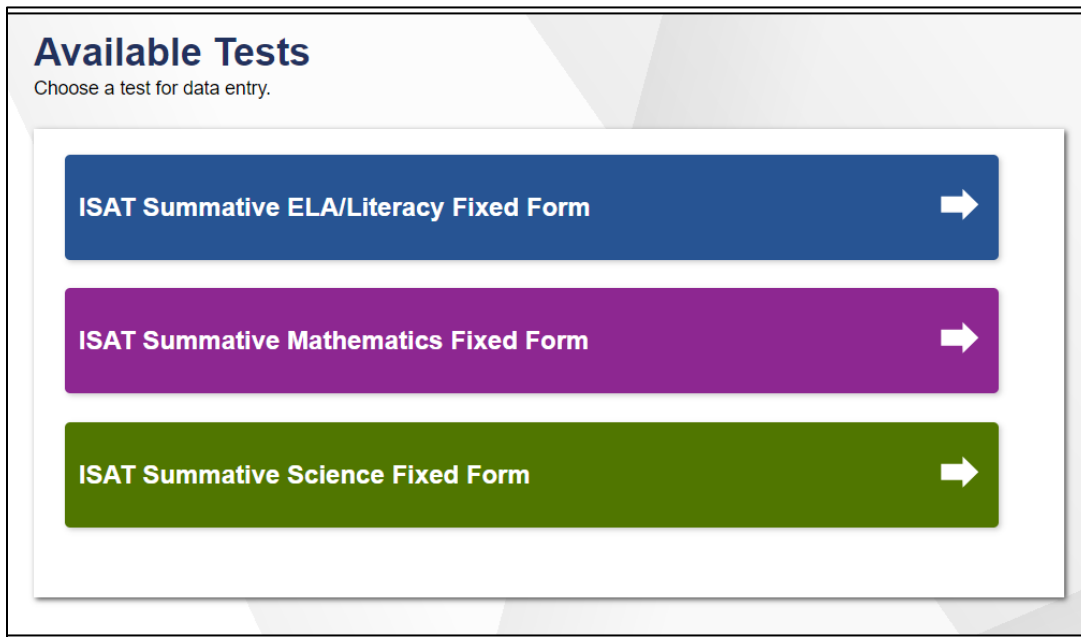 Available Tests
Choose a test for data entry.
ISAT Summative ELA/Literacy Fixed Form
ISAT Summative Mathematics Fixed Form
ISAT Summative Science Fixed Form